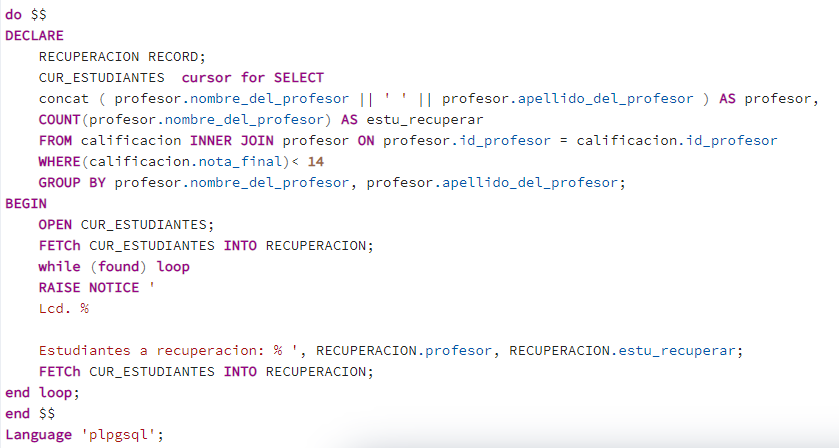 do $$
DECLARE
RECUPERACION RECORD;
CUR_ESTUDIANTES  cursor for SELECT
concat ( profesor.nombre_del_profesor || ' ' || profesor.apellido_del_profesor ) AS profesor,
COUNT(profesor.nombre_del_profesor) AS estu_recuperar
FROM calificacion INNER JOIN profesor ON profesor.id_profesor = calificacion.id_profesor
WHERE(calificacion.nota_final)< 14
GROUP BY profesor.nombre_del_profesor, profesor.apellido_del_profesor;
BEGIN
OPEN CUR_ESTUDIANTES;
FETCh CUR_ESTUDIANTES INTO RECUPERACION;
while (found) loop
RAISE NOTICE '
Lcd. %
Estudiantes a recuperacion: % ', RECUPERACION.profesor, RECUPERACION.estu_recuperar;
FETCh CUR_ESTUDIANTES INTO RECUPERACION;
end loop;
end $$
Language 'plpgsql';